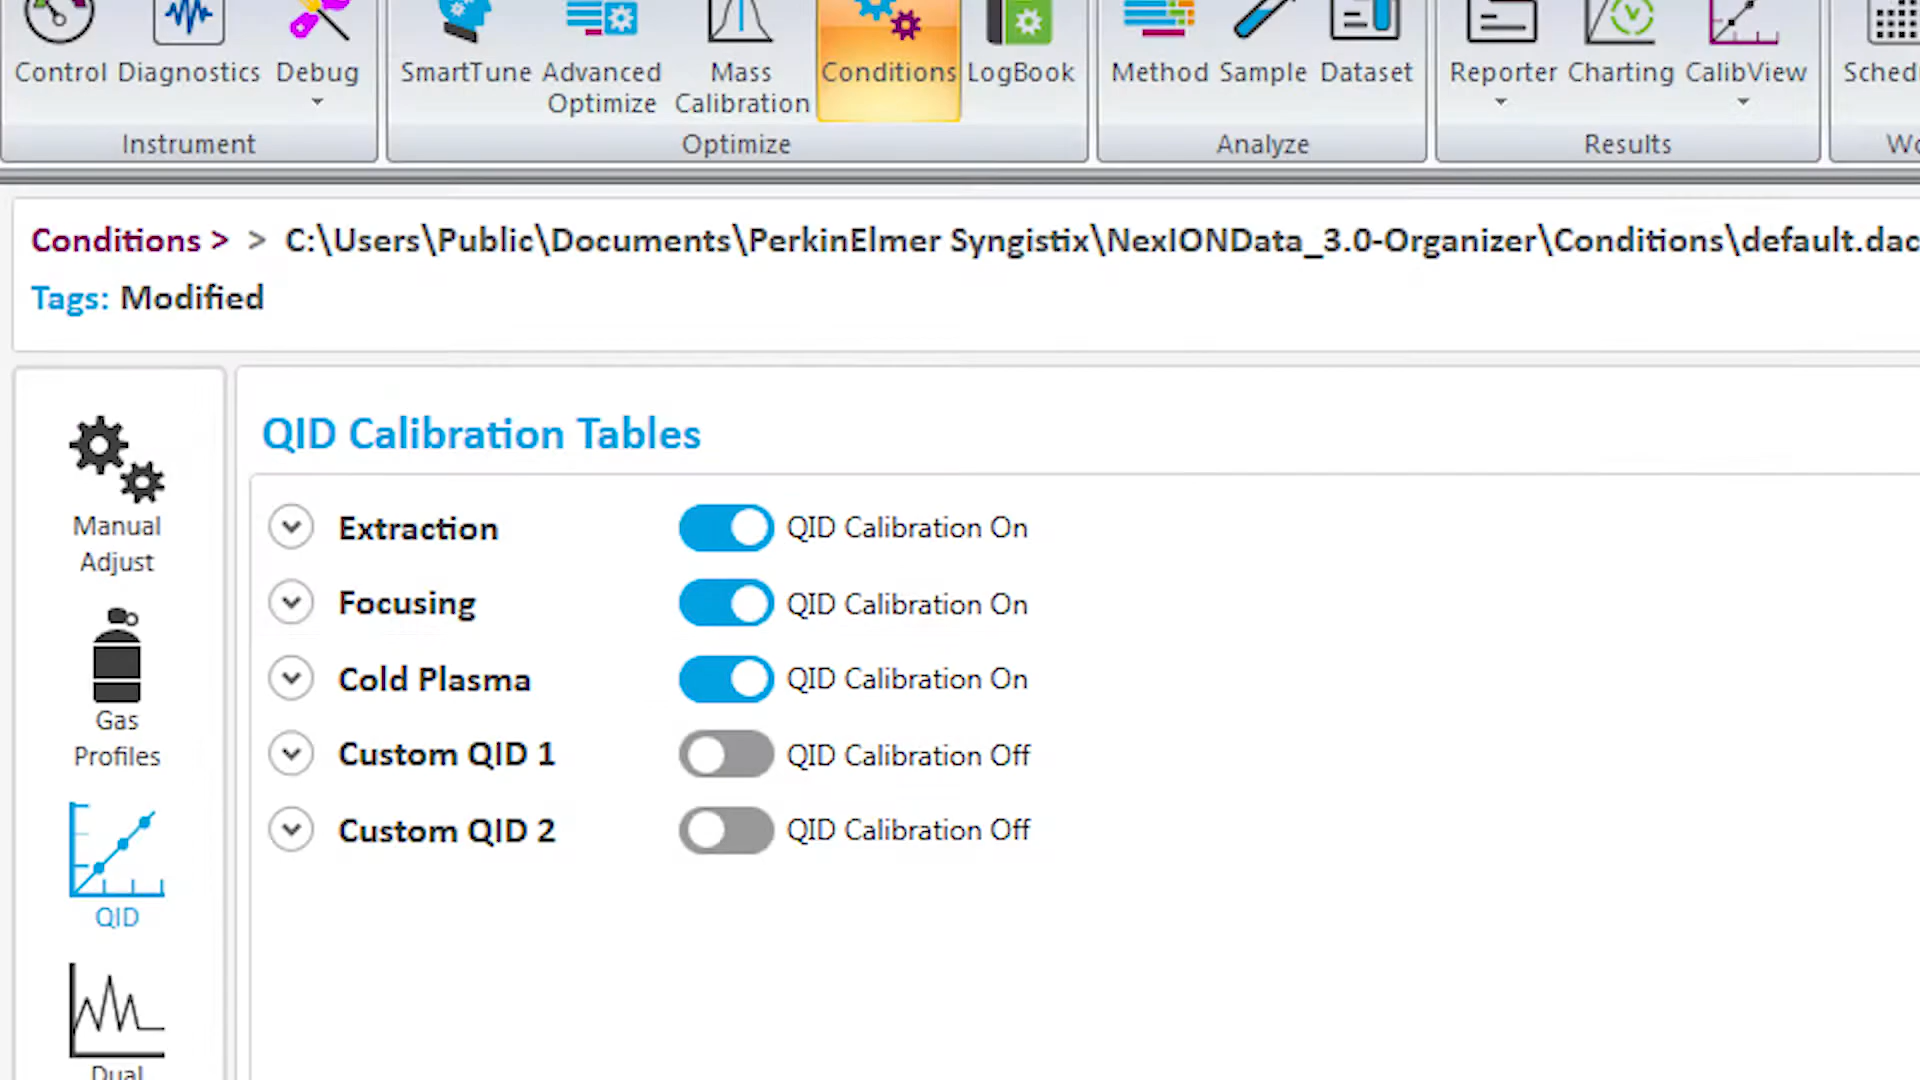 Control Diagnostics Debug SmartTune Advanced Optimize Mass Calibration Conditions LogBook Method Sample Dataset Reporter Charting CalibView
Instrument Optimize Analyze Results
Conditions > > C:\Users\Public\Documents\PerkinElmer Syngistix\NexIONData_3.0-Organizer\Conditions\default.dac
Tags: Modified
Manual
Adjust
Gas
Profiles
QID
Dual
QID Calibration Tables
Extraction QID Calibration On
Focusing QID Calibration On
Cold Plasma QID Calibration On
Custom QID 1 QID Calibration Off
Custom QID 2 QID Calibration Off